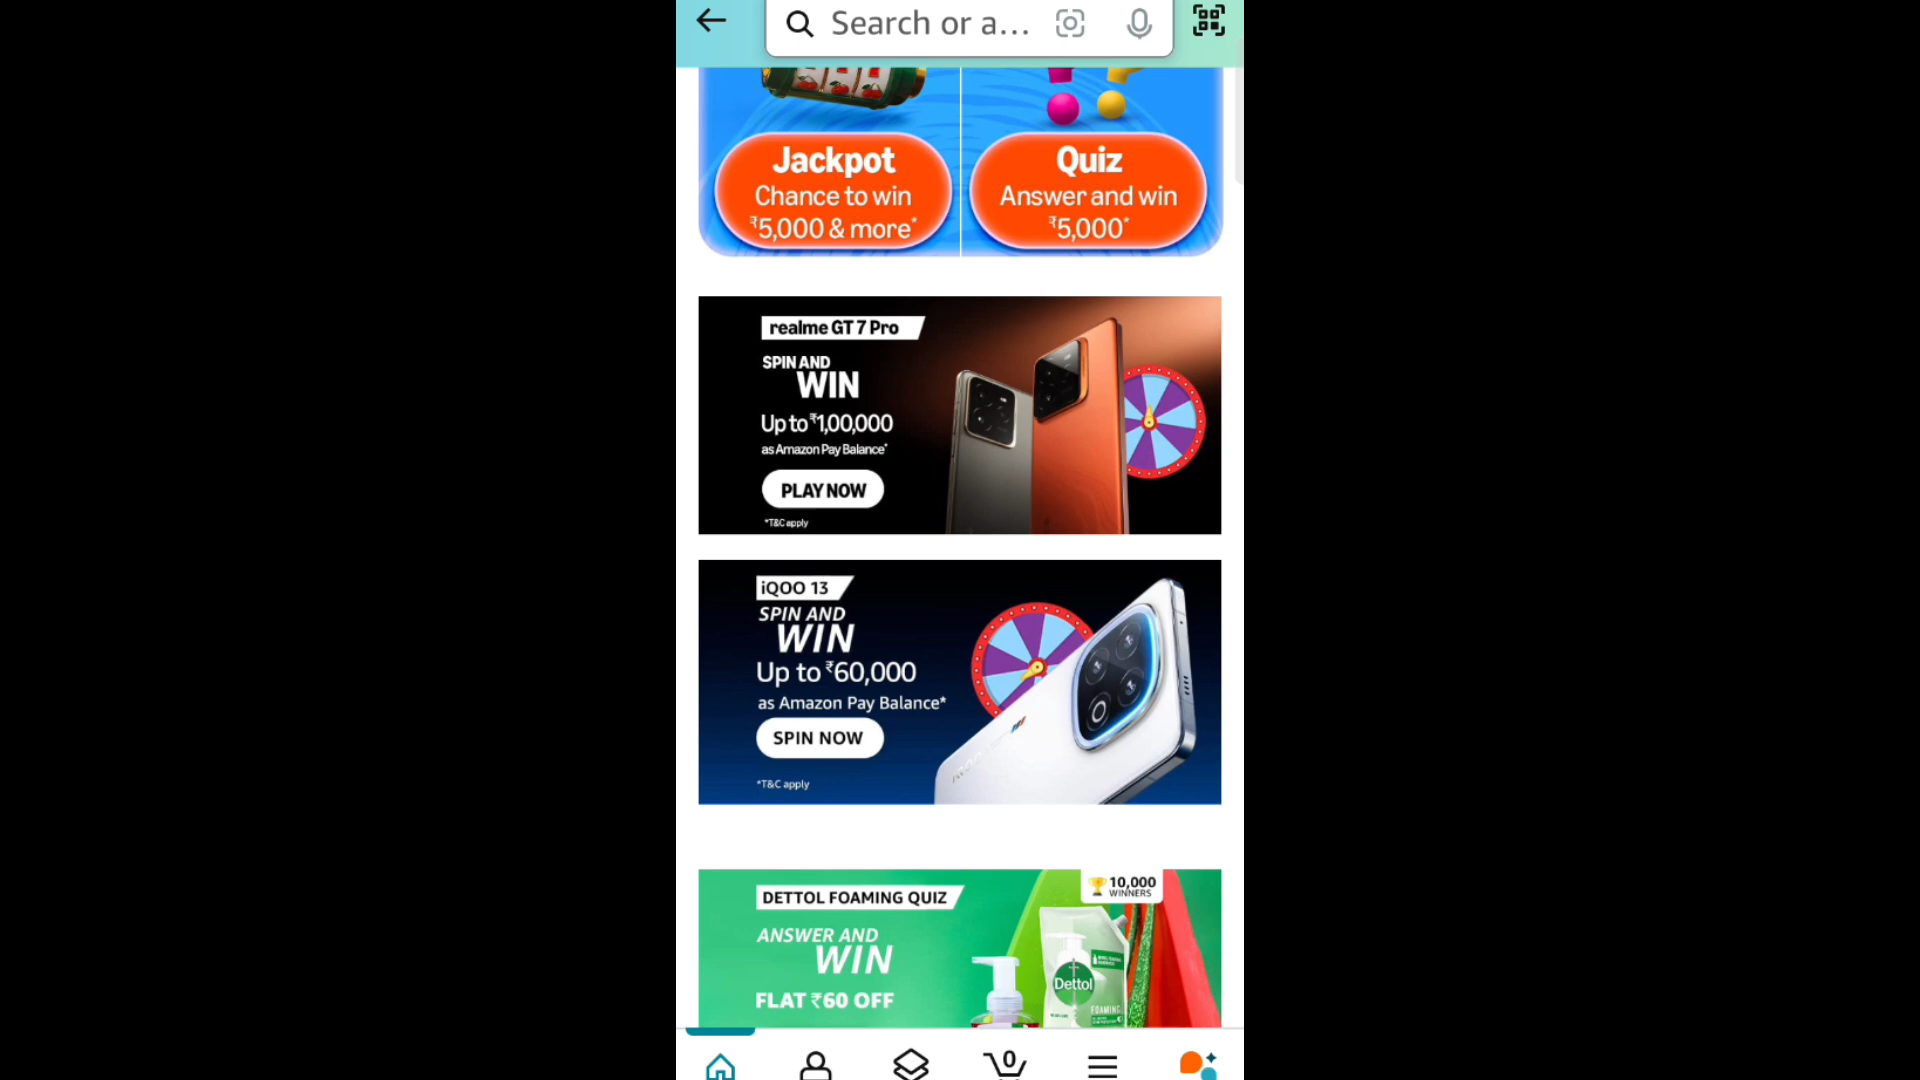 Search or a...
Jackpot
Chance to win
₹5,000 & more*
Quiz
Answer and win
₹5,000*
realme GT 7 Pro
SPIN AND
WIN
Up to ₹1,00,000
as Amazon Pay Balance*
PLAY NOW
*T&C apply
iQOO 13
SPIN AND
WIN
Up to ₹60,000
as Amazon Pay Balance*
SPIN NOW
*T&C apply
10,000
WINNERS
DETTOL FOAMING QUIZ
ANSWER AND
WIN
FLAT ₹60 OFF
Dettol
FOAMING
0